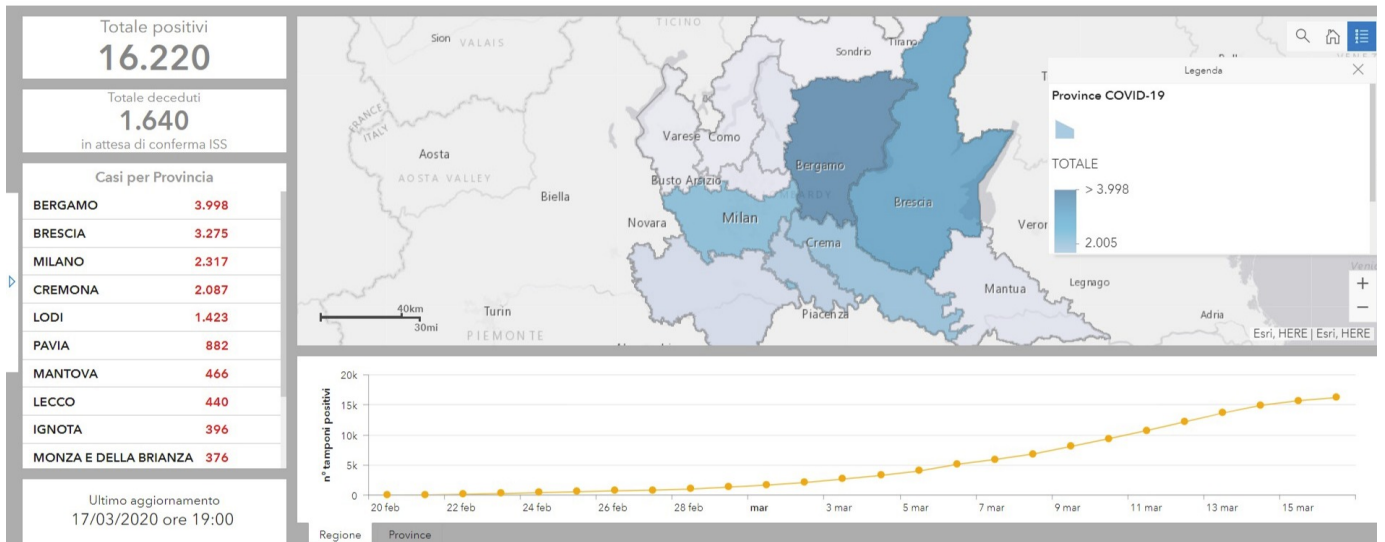 Totale positivi
16.220
Totale deceduti
1.640
in attesa di conferma ISS
Casi per Provincia
BERGAMO 3.998
BRESCIA 3.275
MILANO 2.317
CREMONA 2.087
LODI 1.423
PAVIA 882
MANTOVA 466
LECCO 440
IGNOTA 396
MONZA E DELLA BRIANZA 376
Ultimo aggiornamento
17/03/2020 ore 19:00
TICINO
Sion
VALAIS
Sondrio
Tirano
FRANCE
ITALY
Varese
Como
Aosta
AOSTA VALLEY
Bergamo
Busto Arsizio
Biella
Brescia
Milan
Novara
Crema
Mantua
Legnago
Turin
Piacenza
Adria
PIEMONTE
40km
30mi
Legenda
Province COVID-19
TOTALE
> 3.998
2.005
+
−
Esri, HERE | Esri, HERE
n° tamponi positivi
20k
15k
10k
5k
0
20 feb 22 feb 24 feb 26 feb 28 feb mar 3 mar 5 mar 7 mar 9 mar 11 mar 13 mar 15 mar
Regione Province